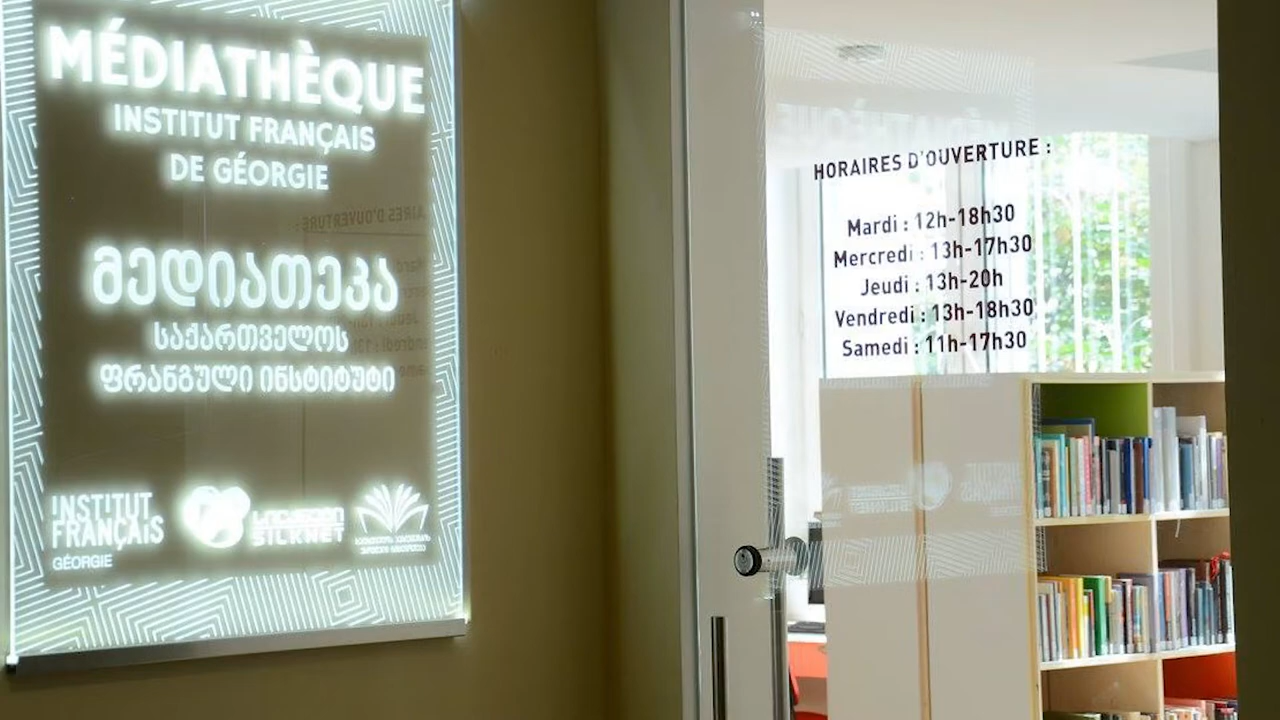 MÉDIATHÈQUE
INSTITUT FRANÇAIS
DE GÉORGIE
მედიათეკა
საქართველოს
ფრანგული ინსტიტუტი
INSTITUT
FRANÇAIS
GÉORGIE
სილქნეტი
SILKNET
HORAIRES D'OUVERTURE :
Mardi : 12h-18h30
Mercredi : 13h-17h30
Jeudi : 13h-20h
Vendredi : 13h-18h30
Samedi : 11h-17h30